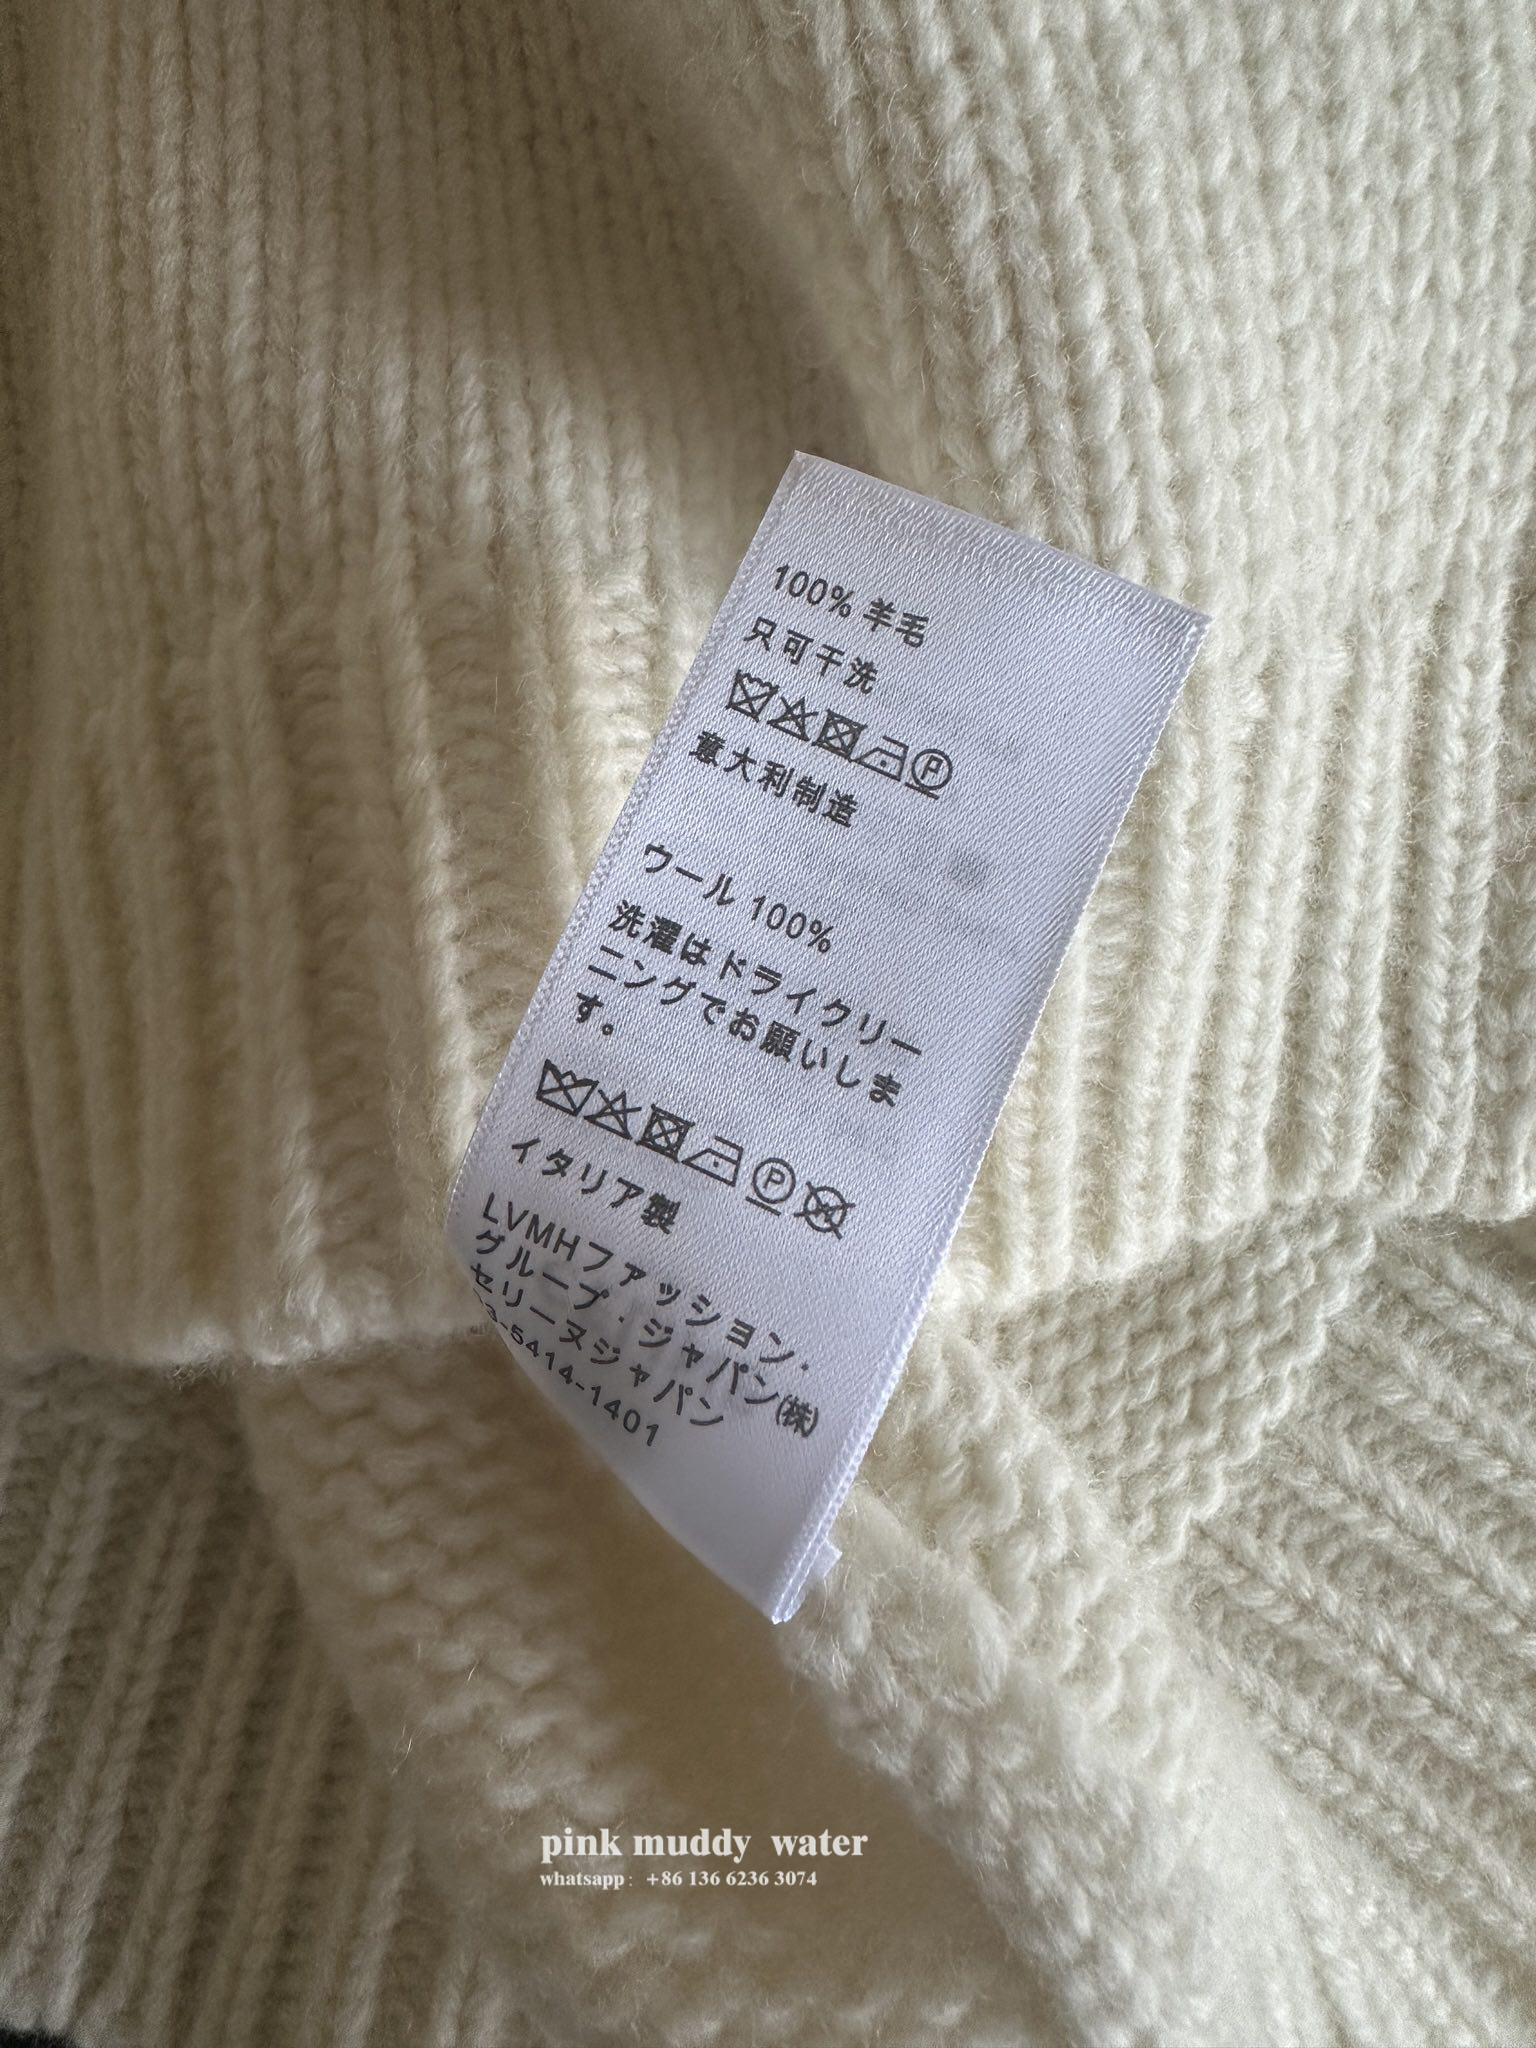 100% 羊毛
只可干洗
P
意大利制造
ウール 100%
洗濯はドライクリー
ニングでお願いしま
す。
P W
イタリア製
LVMHファッション・
グループ・ジャパン(株)
セリーヌジャパン
03-5414-1401
pink muddy water
whatsapp: +86 136 6236 3074